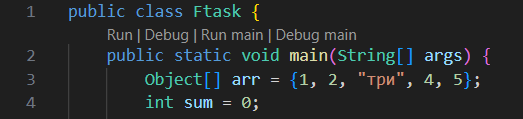 1 public class Ftask {
Run | Debug | Run main | Debug main
2 public static void main(String[] args) {
3 Object[] arr = {1, 2, "три", 4, 5};
4 int sum = 0;